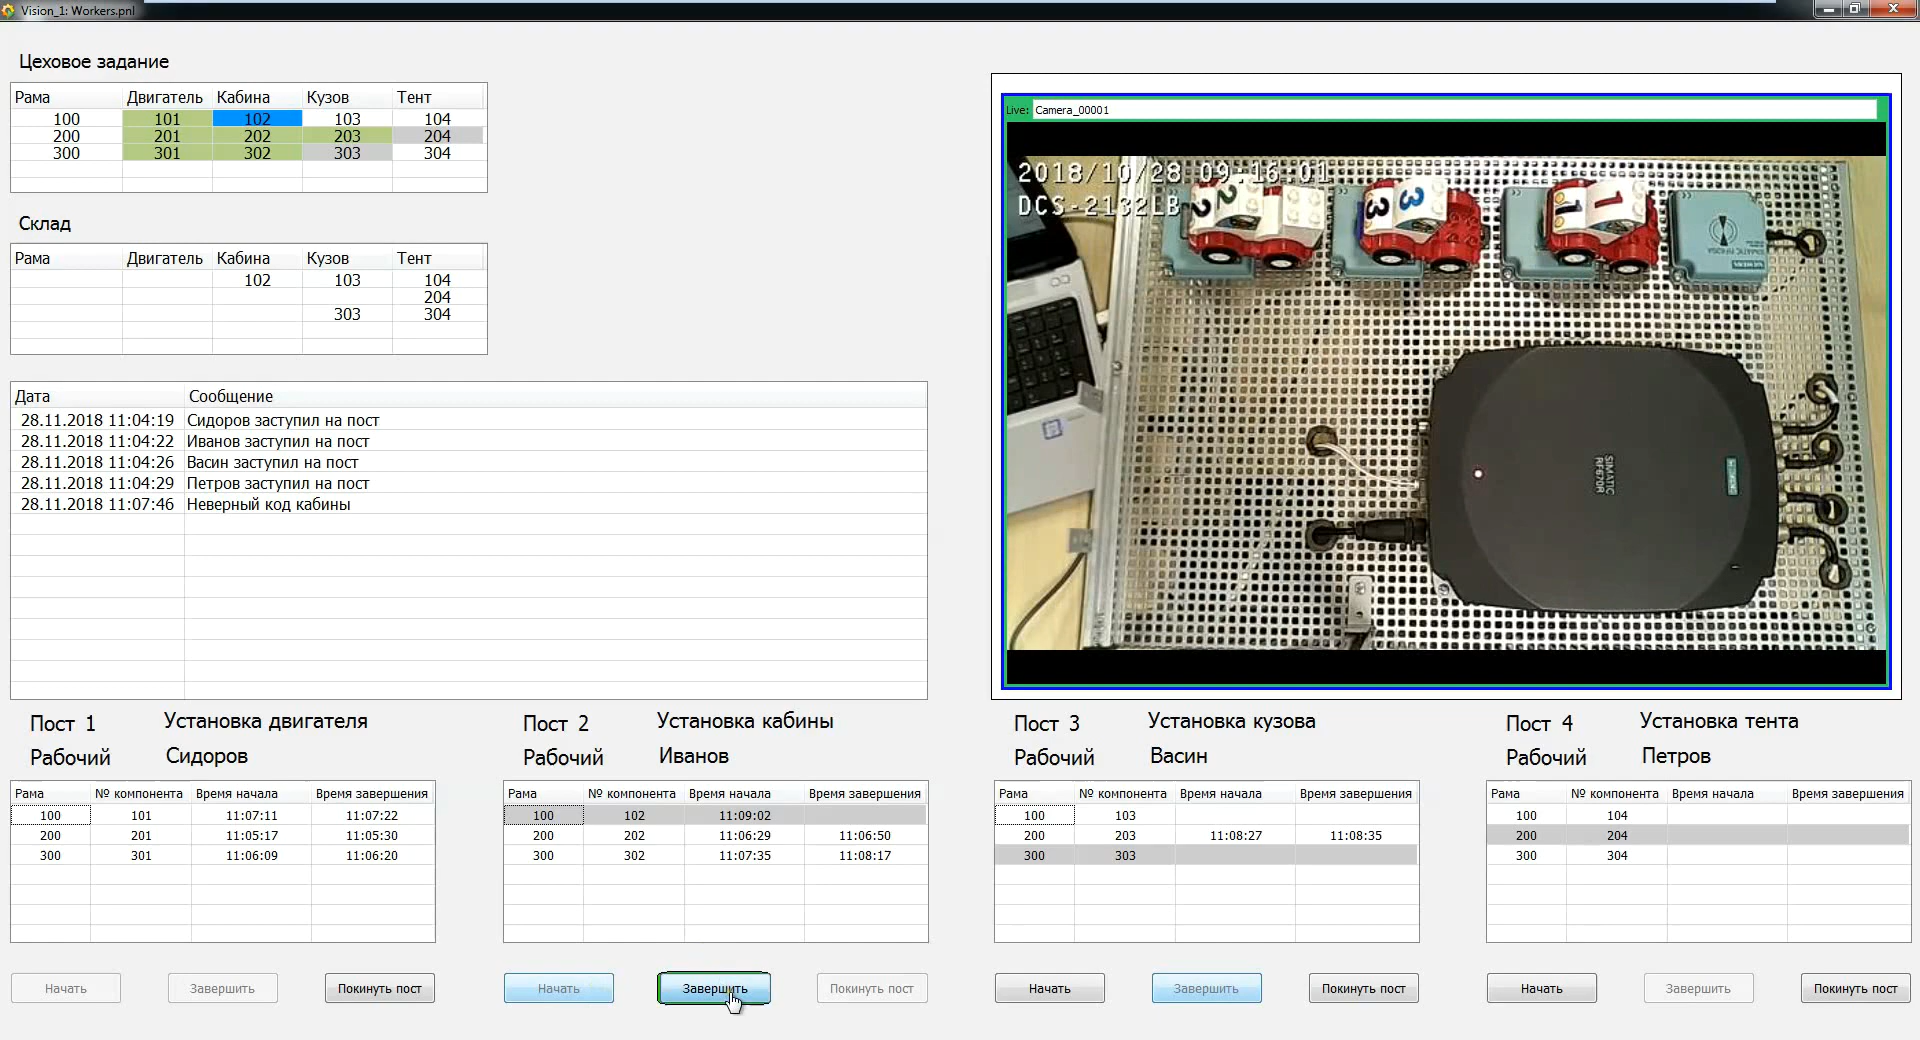 Vision_1: Workers.pnl
Цеховое задание
Рама Двигатель Кабина Кузов Тент
100 101 102 103 104
200 201 202 203 204
300 301 302 303 304
Склад
Рама Двигатель Кабина Кузов Тент
102 103 104
204
303 304
Дата Сообщение
28.11.2018 11:04:19 Сидоров заступил на пост
28.11.2018 11:04:22 Иванов заступил на пост
28.11.2018 11:04:26 Васин заступил на пост
28.11.2018 11:04:29 Петров заступил на пост
28.11.2018 11:07:46 Неверный код кабины
Live: Camera_00001
2018/10/28 09:16:01
DCS-2132LB
2 2 3 3 1 1
SIMATIC
RF670R
SIEMENS
Пост 1 Установка двигателя
Рабочий Сидоров
Рама № компонента Время начала Время завершения
100 101 11:07:11 11:07:22
200 201 11:05:17 11:05:30
300 301 11:06:09 11:06:20
Начать Завершить Покинуть пост
Пост 2 Установка кабины
Рабочий Иванов
Рама № компонента Время начала Время завершения
100 102 11:09:02
200 202 11:06:29 11:06:50
300 302 11:07:35 11:08:17
Начать Завершить Покинуть пост
Пост 3 Установка кузова
Рабочий Васин
Рама № компонента Время начала Время завершения
100 103
200 203 11:08:27 11:08:35
300 303
Начать Завершить Покинуть пост
Пост 4 Установка тента
Рабочий Петров
Рама № компонента Время начала Время завершения
100 104
200 204
300 304
Начать Завершить Покинуть пост